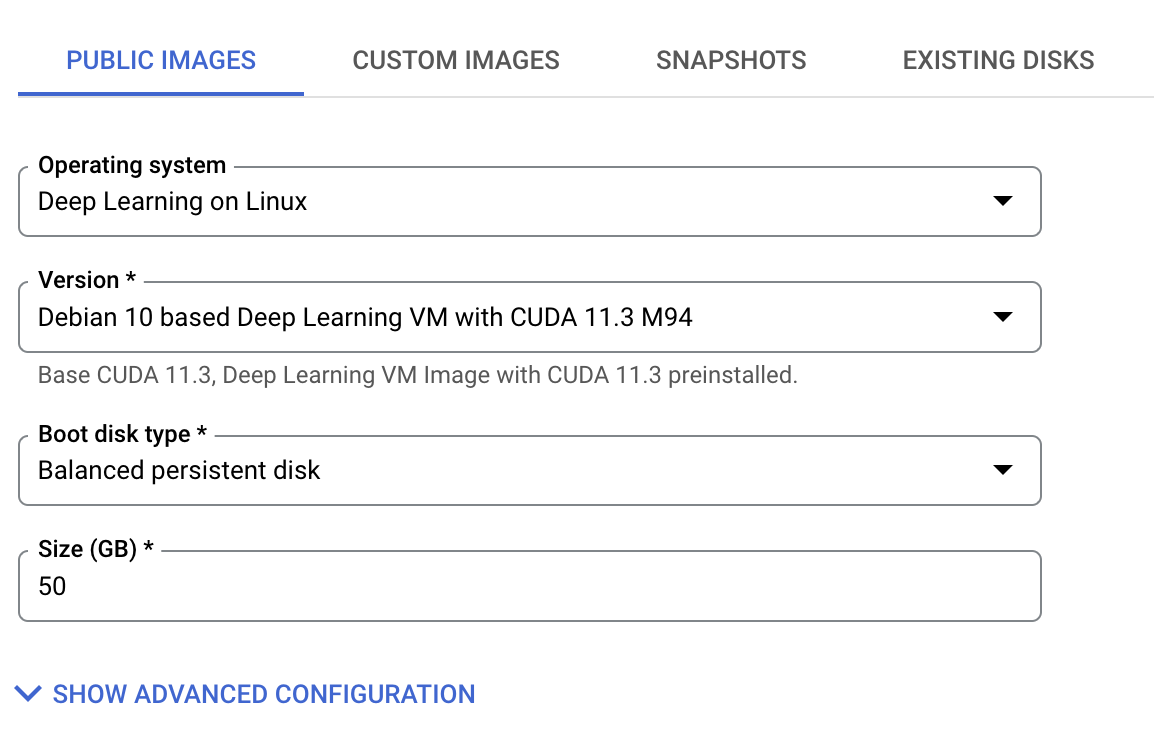 PUBLIC IMAGES CUSTOM IMAGES SNAPSHOTS EXISTING DISKS
Operating system
Deep Learning on Linux
Version *
Debian 10 based Deep Learning VM with CUDA 11.3 M94
Base CUDA 11.3, Deep Learning VM Image with CUDA 11.3 preinstalled.
Boot disk type *
Balanced persistent disk
Size (GB) *
50
SHOW ADVANCED CONFIGURATION